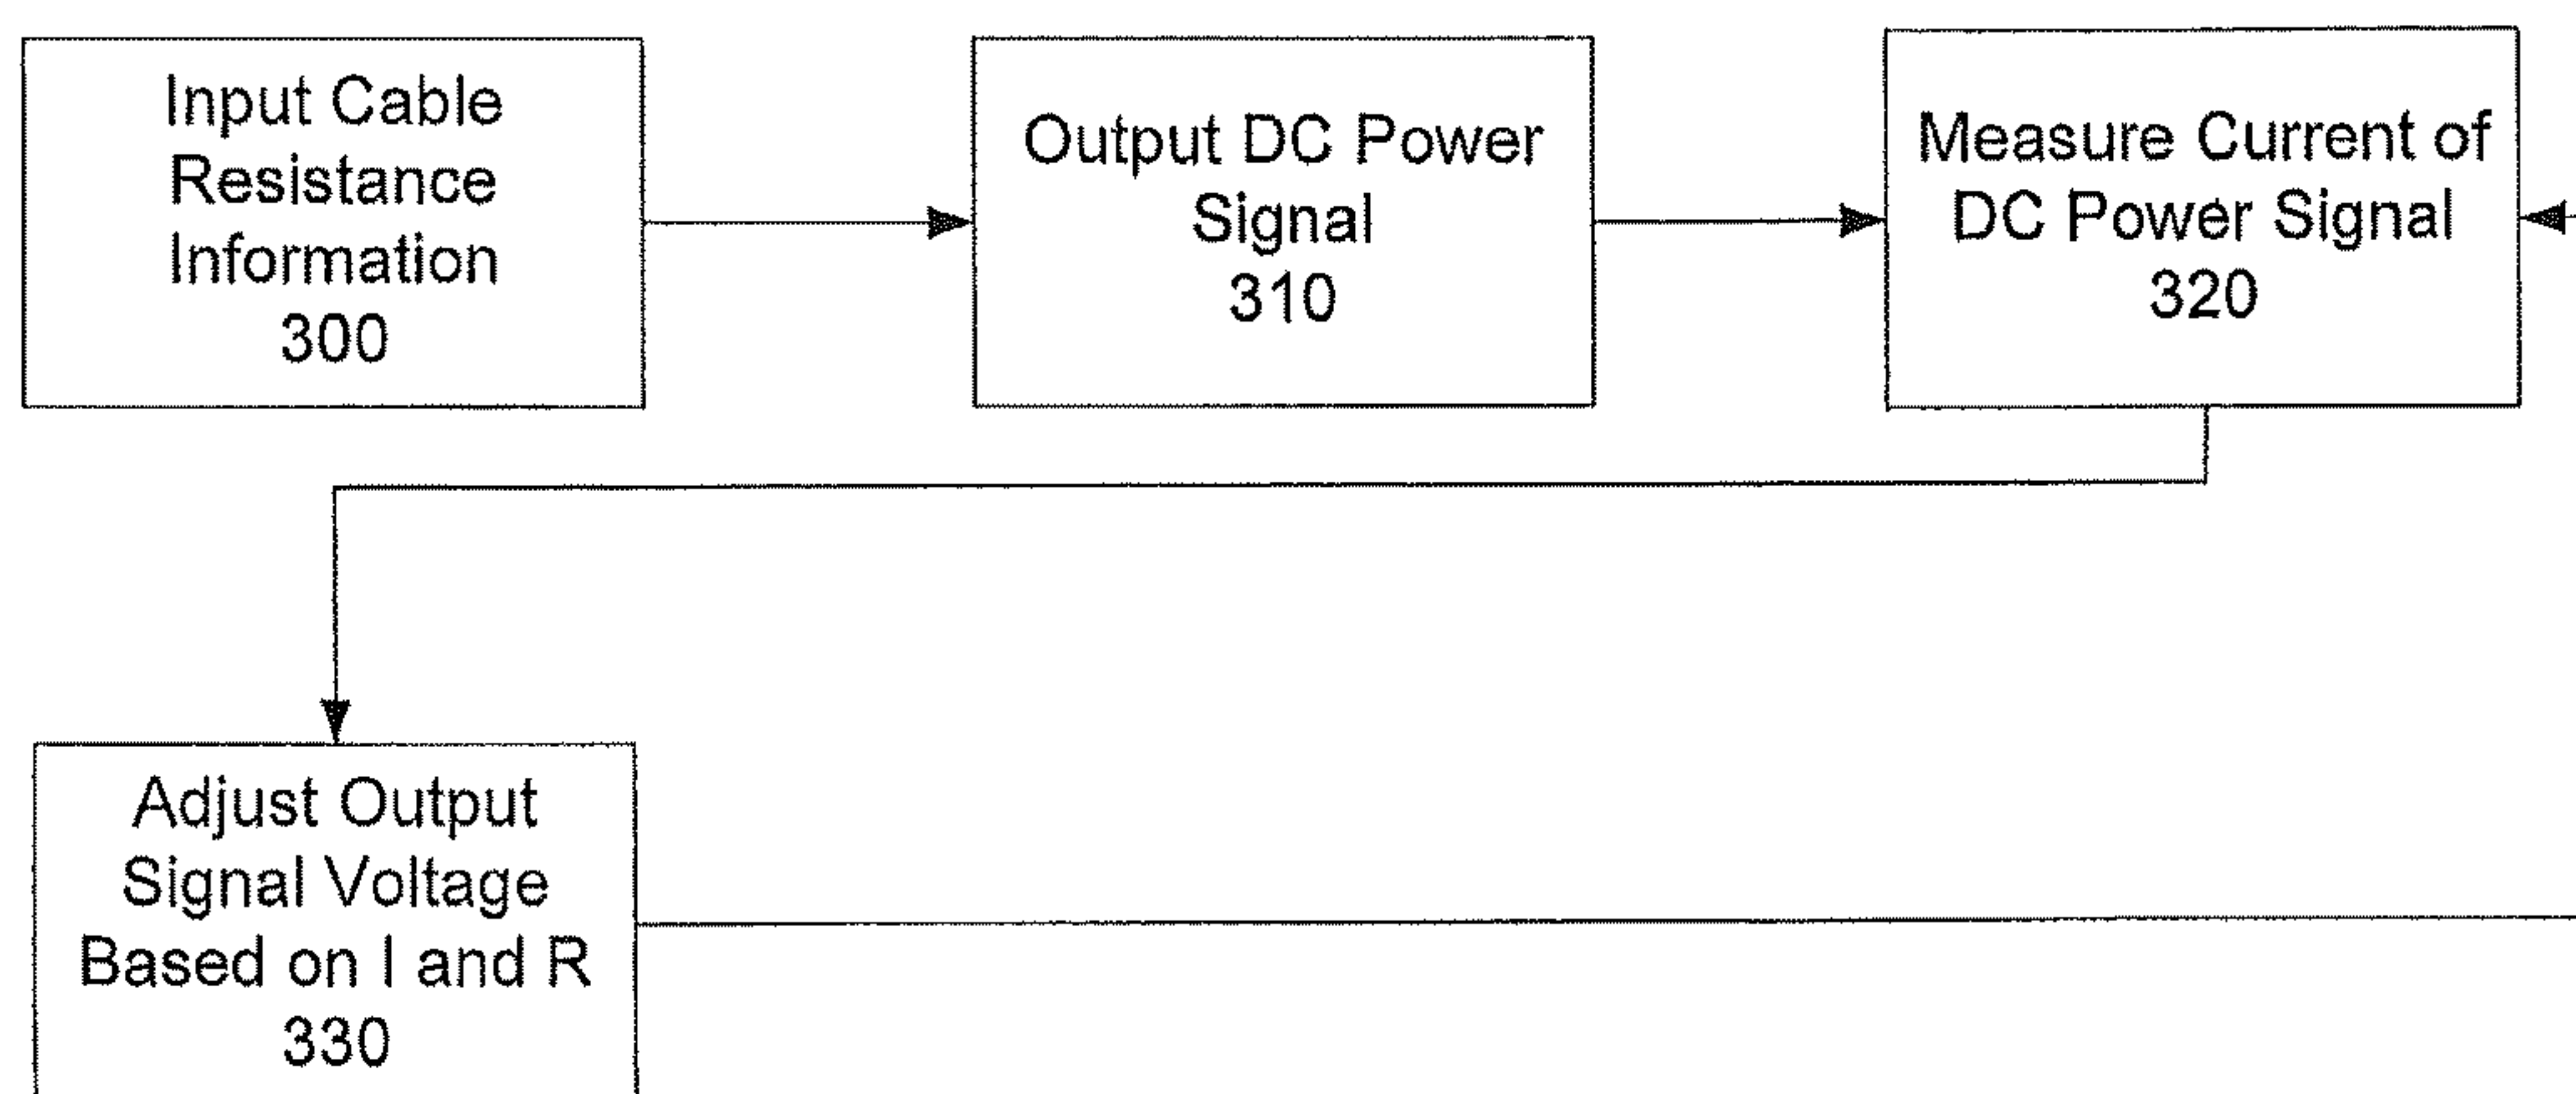 Input Cable
Resistance
Information
300
Output DC Power
Signal
310
Measure Current of
DC Power Signal
320
Adjust Output
Signal Voltage
Based on I and R
330